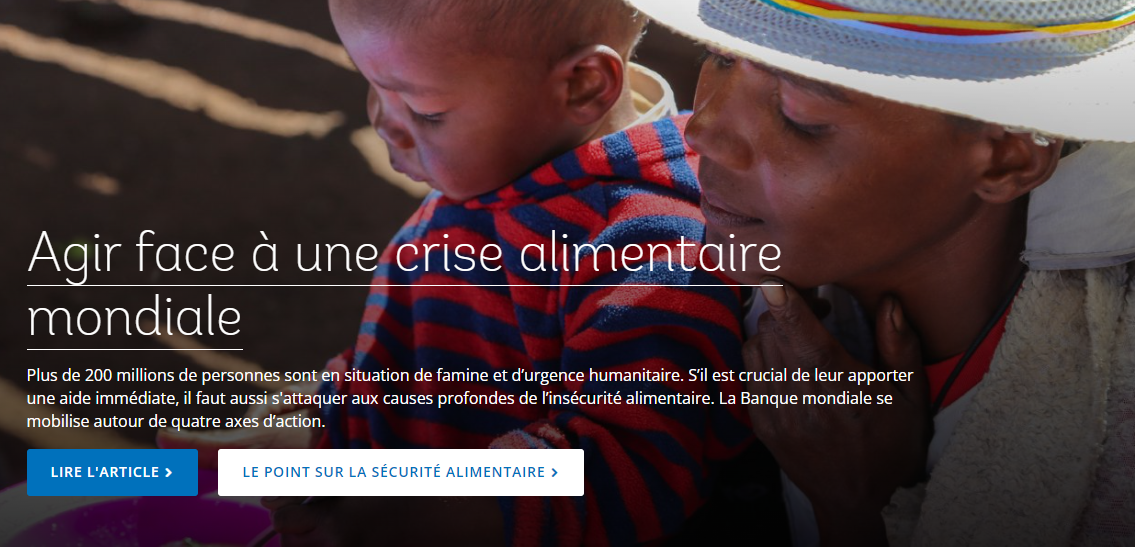 Agir face à une crise alimentaire
mondiale
Plus de 200 millions de personnes sont en situation de famine et d’urgence humanitaire. S’il est crucial de leur apporter
une aide immédiate, il faut aussi s'attaquer aux causes profondes de l’insécurité alimentaire. La Banque mondiale se
mobilise autour de quatre axes d’action.
LIRE L'ARTICLE
LE POINT SUR LA SÉCURITÉ ALIMENTAIRE